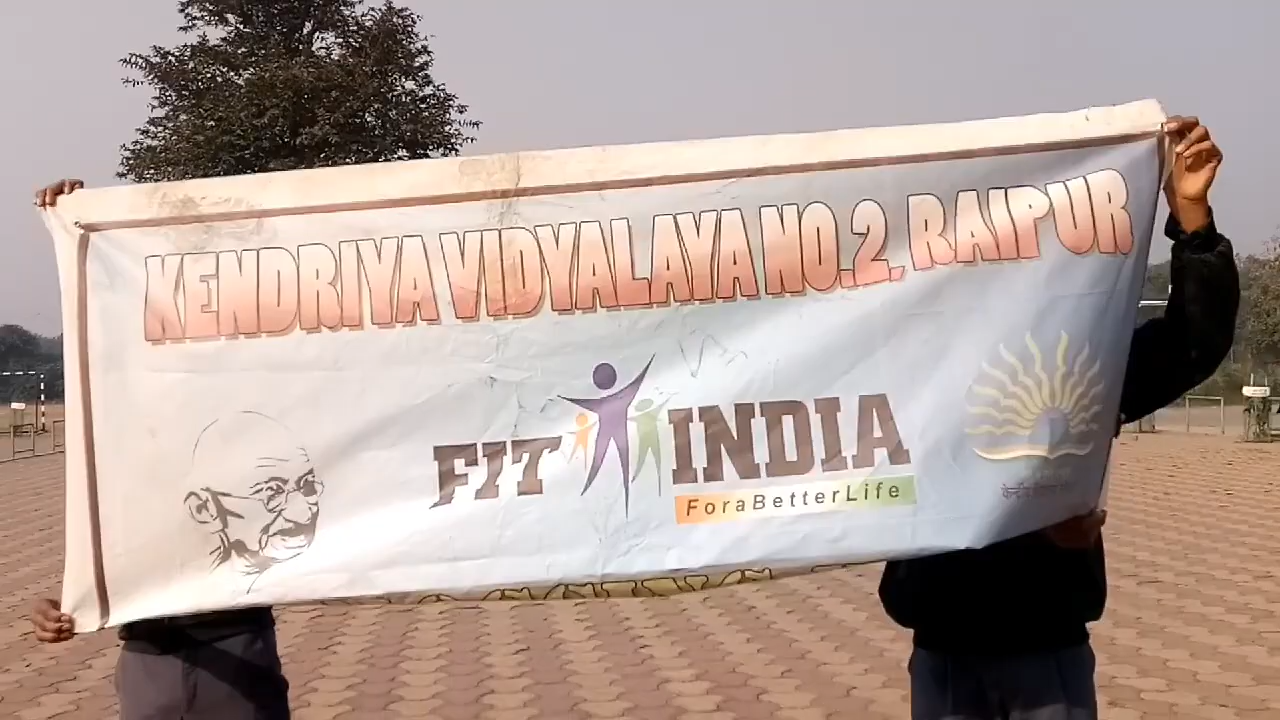 KENDRIYA VIDYALAYA NO.2, RAIPUR
FIT INDIA
ForaBetterLife
केन्द्रीय